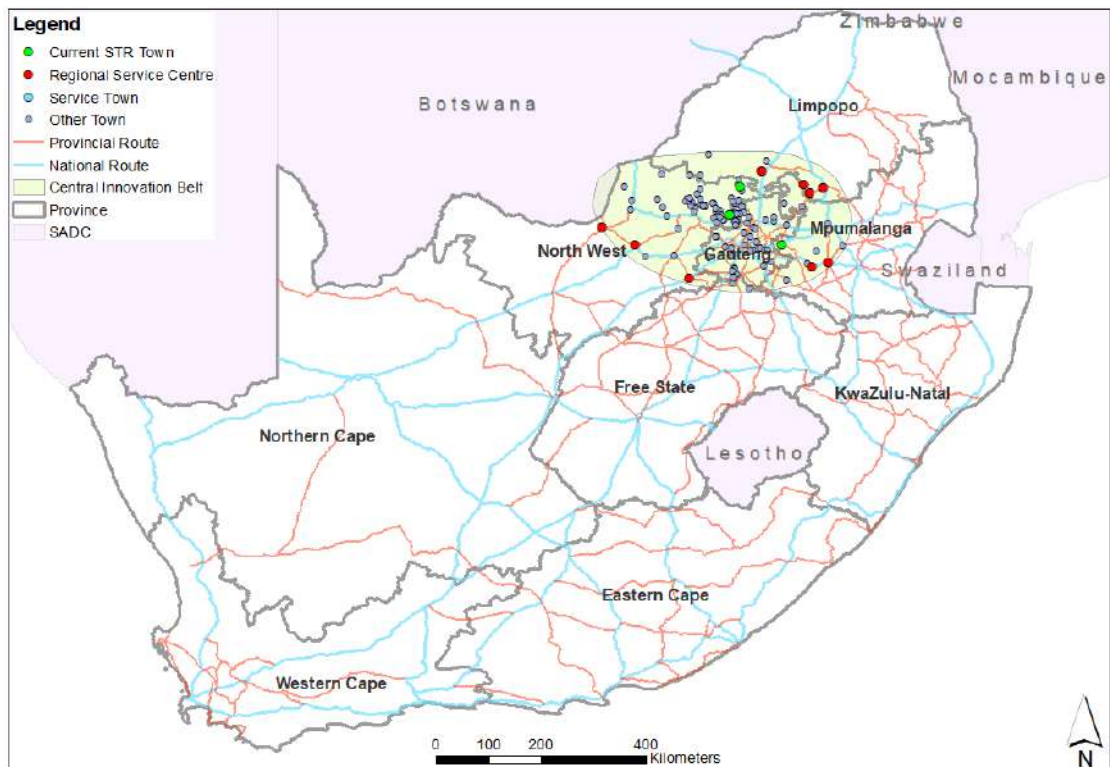 Legend
Current STR Town
Regional Service Centre
Service Town
Other Town
Provincial Route
National Route
Central Innovation Belt
Province
SADC
Zimbabwe
Mocambique
Botswana
Limpopo
Mpumalanga
North West
Gauteng
Swaziland
Free State
KwaZulu-Natal
Northern Cape
Lesotho
Eastern Cape
Western Cape
0 100 200 400
Kilometers
N